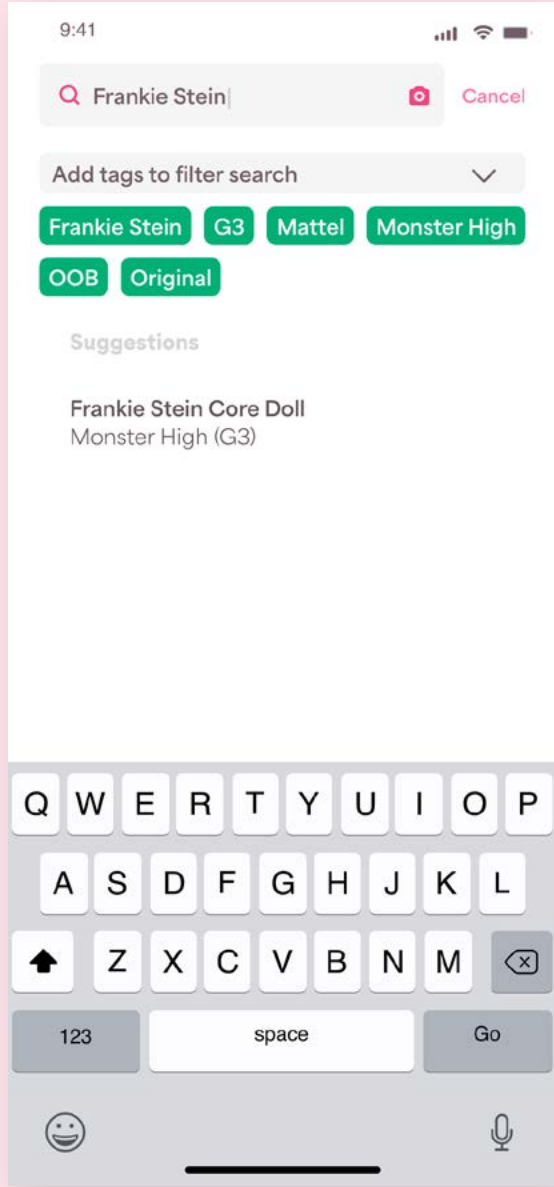 9:41
Frankie Stein
Cancel
Add tags to filter search
Frankie Stein G3 Mattel Monster High
OOB Original
Suggestions
Frankie Stein Core Doll
Monster High (G3)
Q W E R T Y U I O P
A S D F G H J K L
Z X C V B N M
123 space Go